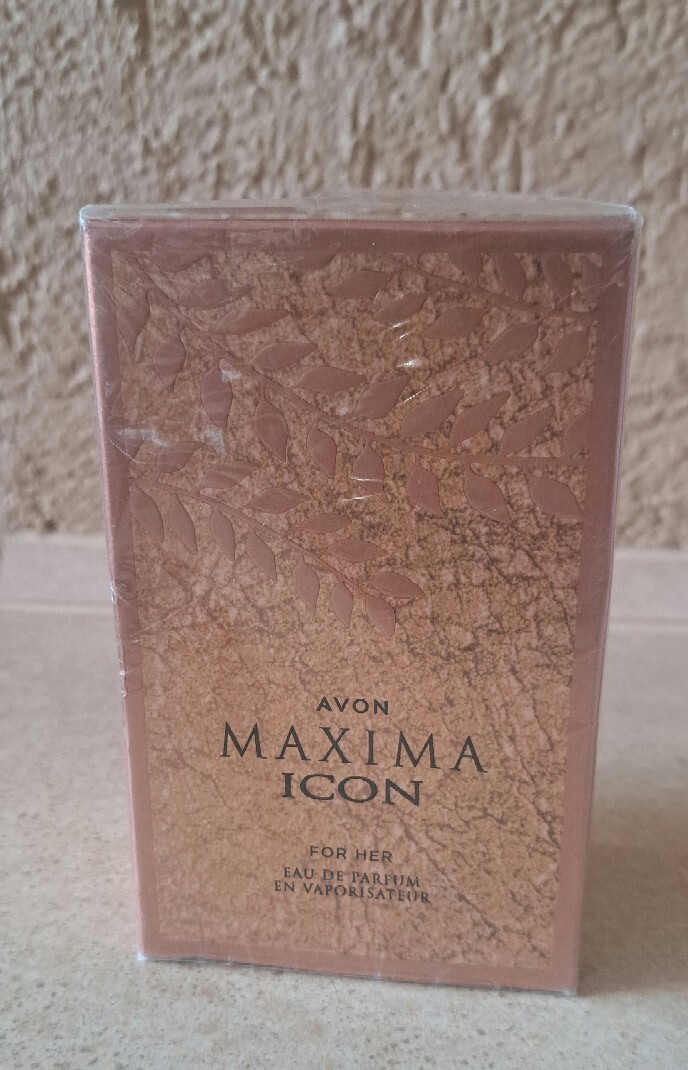 AVON
MAXIMA
ICON
FOR HER
EAU DE PARFUM
EN VAPORISATEUR